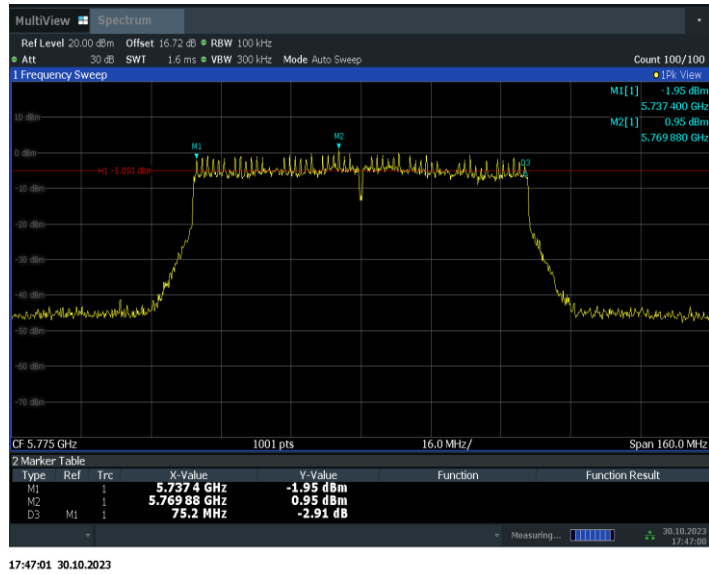 MultiView Spectrum
Ref Level 20.00 dBm Offset 16.72 dB RBW 100 kHz
Att 30 dB SWT 1.6 ms VBW 300 kHz Mode Auto Sweep Count 100/100
1 Frequency Sweep 1Pk View
M1[1] -1.95 dBm
5.737 400 GHz
M2[1] 0.95 dBm
5.769 880 GHz
10 dBm
M2
M1
0 dBm
D3
H1 -5.050 dBm
-10 dBm
-20 dBm
-30 dBm
-40 dBm
-50 dBm
-60 dBm
-70 dBm
CF 5.775 GHz 1001 pts 16.0 MHz/ Span 160.0 MHz
2 Marker Table
Type Ref Trc X-Value Y-Value Function Function Result
M1 1 5.7374 GHz -1.95 dBm
M2 1 5.76988 GHz 0.95 dBm
D3 M1 1 75.2 MHz -2.91 dB
Measuring... 30.10.2023
17:47:00
17:47:01 30.10.2023